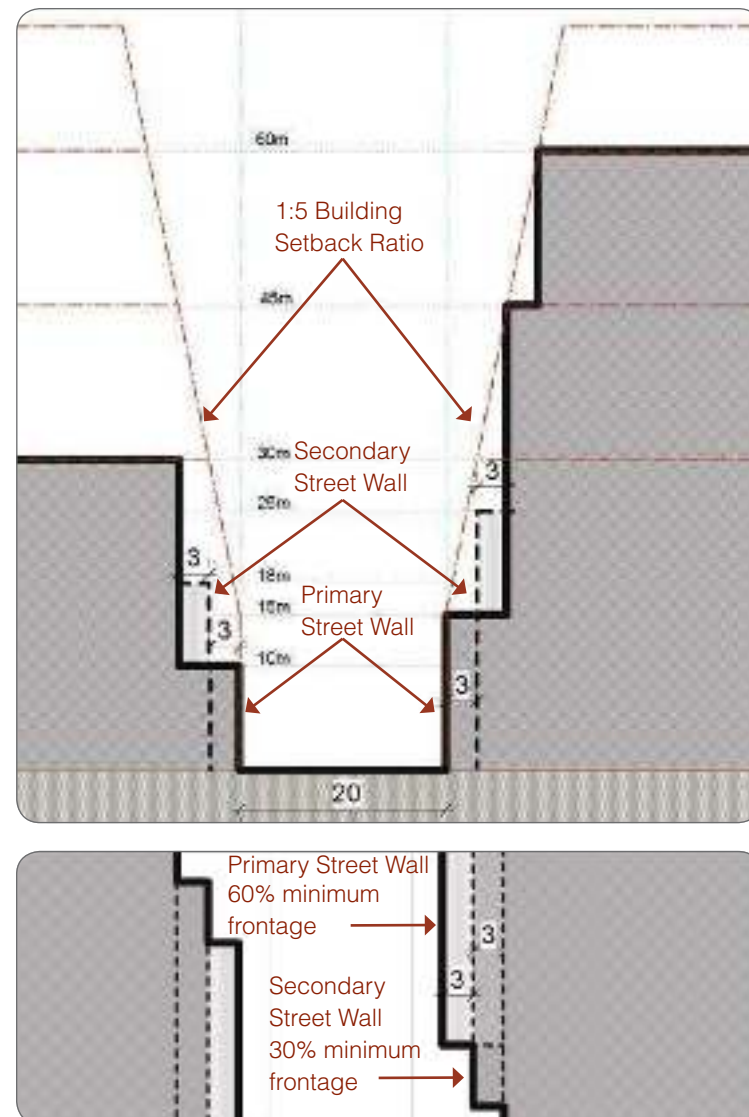 60m
1:5 Building
Setback Ratio
45m
30m
Secondary
Street Wall
3
25m
3
18m
15m
Primary
Street Wall
3
10m
3
20
Primary Street Wall
60% minimum
frontage
3
3
Secondary
Street Wall
30% minimum
frontage